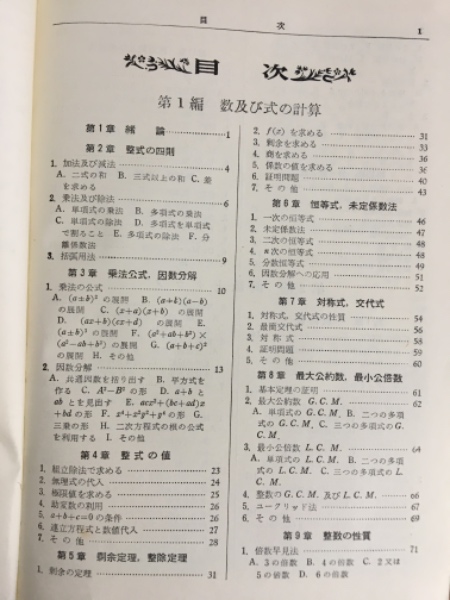 目 次 1
目 次
第1編 数及び式の計算
第1章 緒 論 1
第2章 整式の四則
1. 加法及び減法 4
A. 二式の和 B. 三式以上の和 C. 差
を求める
2. 乗法及び除法 6
A. 単項式の乗法 B. 多項式の乗法
C. 単項式の除法 D. 多項式を単項式
で割ること E. 多項式の除法 F. 分
離係数法
3. 括弧用法 9
第3章 乗法公式, 因数分解
1. 乗法の公式 10
A. (a±b)² の展開 B. (a+b)(a−b)
の展開 C. (x+a)(x+b) の展開
D. (ax+b)(cx+d) の展開 E.
(a±b)³ の展開 F. (a²+ab+b²)×
(a²−ab+b²) の展開 G. (a+b+c)²
の展開 H. その他
2. 因数分解 13
A. 共通因数を括り出す B. 平方式を
作る C. A²−B² の形 D. a+b と
ab とを見出す E. acx²+(bc+ad)x
+bd の形 F. x⁴+x²y²+y⁴ の形 G.
三乗の形 H. 二次方程式の根の公式
を利用する I. その他
第4章 整式の値
1. 組立除法で求める 23
2. 無理式の代入 24
3. 極限値を求める 25
4. 助変数の利用 26
5. a+b+c=0 の条件 26
6. 連立方程式と数値代入 27
7. その他 28
第5章 剰余定理, 整除定理
1. 剰余の定理 31
2. f(x) を求める 31
3. 剰余を求める 33
4. 商を求める 36
5. 係数の値を求める 36
6. 証明問題 40
7. その他 43
第6章 恒等式, 未定係数法
1. 一次の恒等式 46
2. 未定係数法 47
3. 二次の恒等式 48
4. n次の恒等式 48
5. 分数恒等式 49
6. 因数分解への応用 51
7. その他 52
第7章 対称式, 交代式
1. 対称式, 交代式の性質 54
2. 最簡交代式 56
3. 対称式 58
4. 証明問題 59
5. その他 60
第8章 最大公約数, 最小公倍数
1. 基本定理の証明 61
2. 最大公約数 G.C.M. 62
A. 単項式の G.C.M. B. 二つの多項
式の G.C.M. C. 三つの多項式の G.
C.M.
3. 最小公倍数 L.C.M. 64
A. 単項式の L.C.M. B. 二つの多項
式の L.C.M. C. 三つの多項式の L.
C.M.
4. 整数の G.C.M. 及び L.C.M. 66
5. ユークリッド法 67
6. その他 69
第9章 整数の性質
1. 倍数早見法 71
A. 3の倍数 B. 4の倍数 C. 2又は
5の倍数 D. 6の倍数